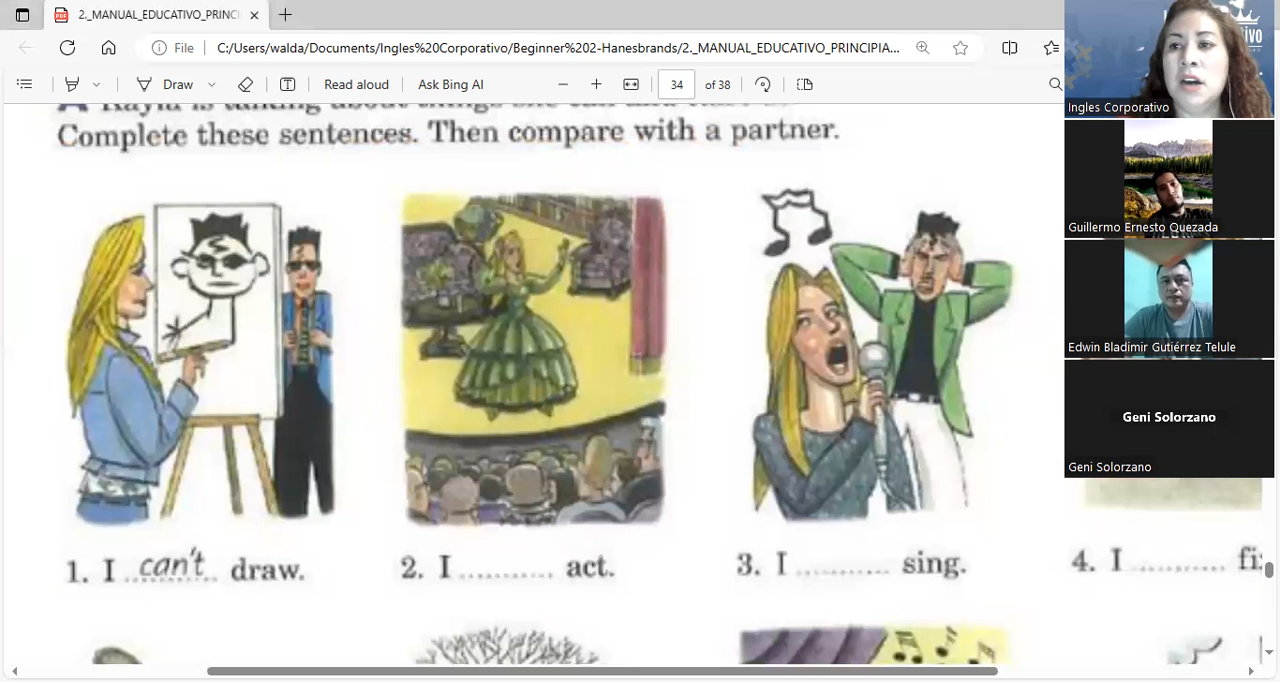 2._MANUAL_EDUCATIVO_PRINCI
File
C:/Users/walda/Documents/Ingles%20Corporativo/Beginner%202-Hanesbrands/2._MANUAL_EDUCATIVO_PRINCIPIA...
Draw
Read aloud
Ask Bing AI
34 of 38
Complete these sentences. Then compare with a partner.
1. I can't draw.
2. I ........... act.
3. I ........... sing.
4. I ...........
Ingles Corporativo
Guillermo Ernesto Quezada
Edwin Bladimir Gutiérrez Telule
Geni Solorzano
Geni Solorzano